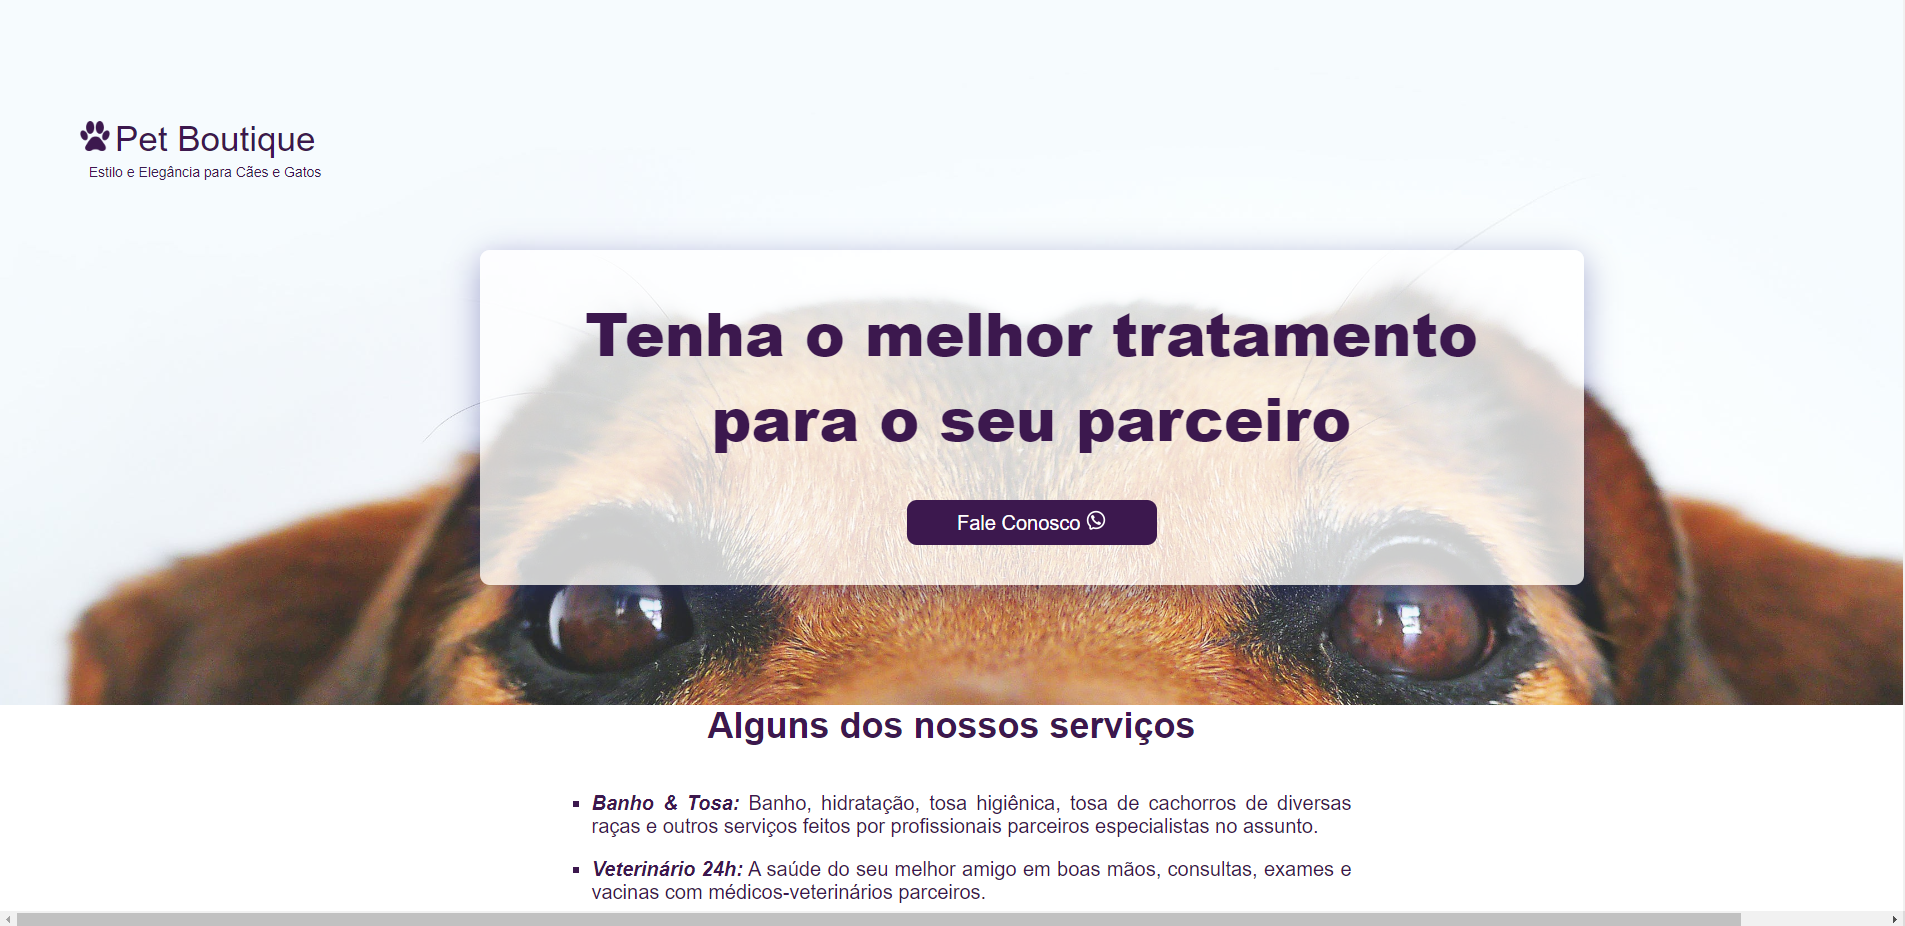 Pet Boutique
Estilo e Elegância para Cães e Gatos
Tenha o melhor tratamento
para o seu parceiro
Fale Conosco
Alguns dos nossos serviços
Banho & Tosa: Banho, hidratação, tosa higiênica, tosa de cachorros de diversas
raças e outros serviços feitos por profissionais parceiros especialistas no assunto.
Veterinário 24h: A saúde do seu melhor amigo em boas mãos, consultas, exames e
vacinas com médicos-veterinários parceiros.